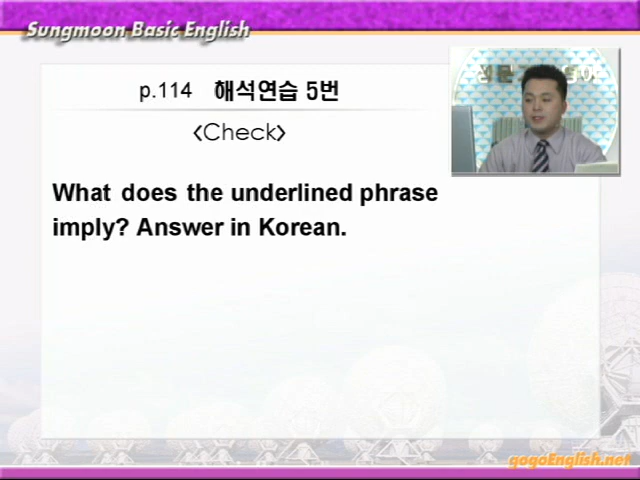 Sungmoon Basic English
p.114 해석연습 5번
<Check>
What does the underlined phrase
imply? Answer in Korean.
gogoEnglish.net